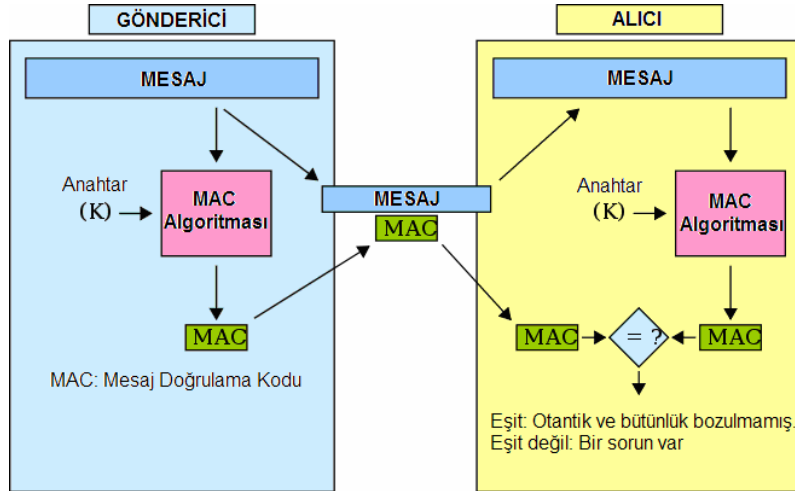 GÖNDERİCİ
MESAJ
Anahtar
(K)
MAC
Algoritması
MAC
MAC: Mesaj Doğrulama Kodu
MESAJ
MAC
ALICI
MESAJ
Anahtar
(K)
MAC
Algoritması
MAC
= ?
MAC
Eşit: Otantik ve bütünlük bozulmamış.
Eşit değil: Bir sorun var